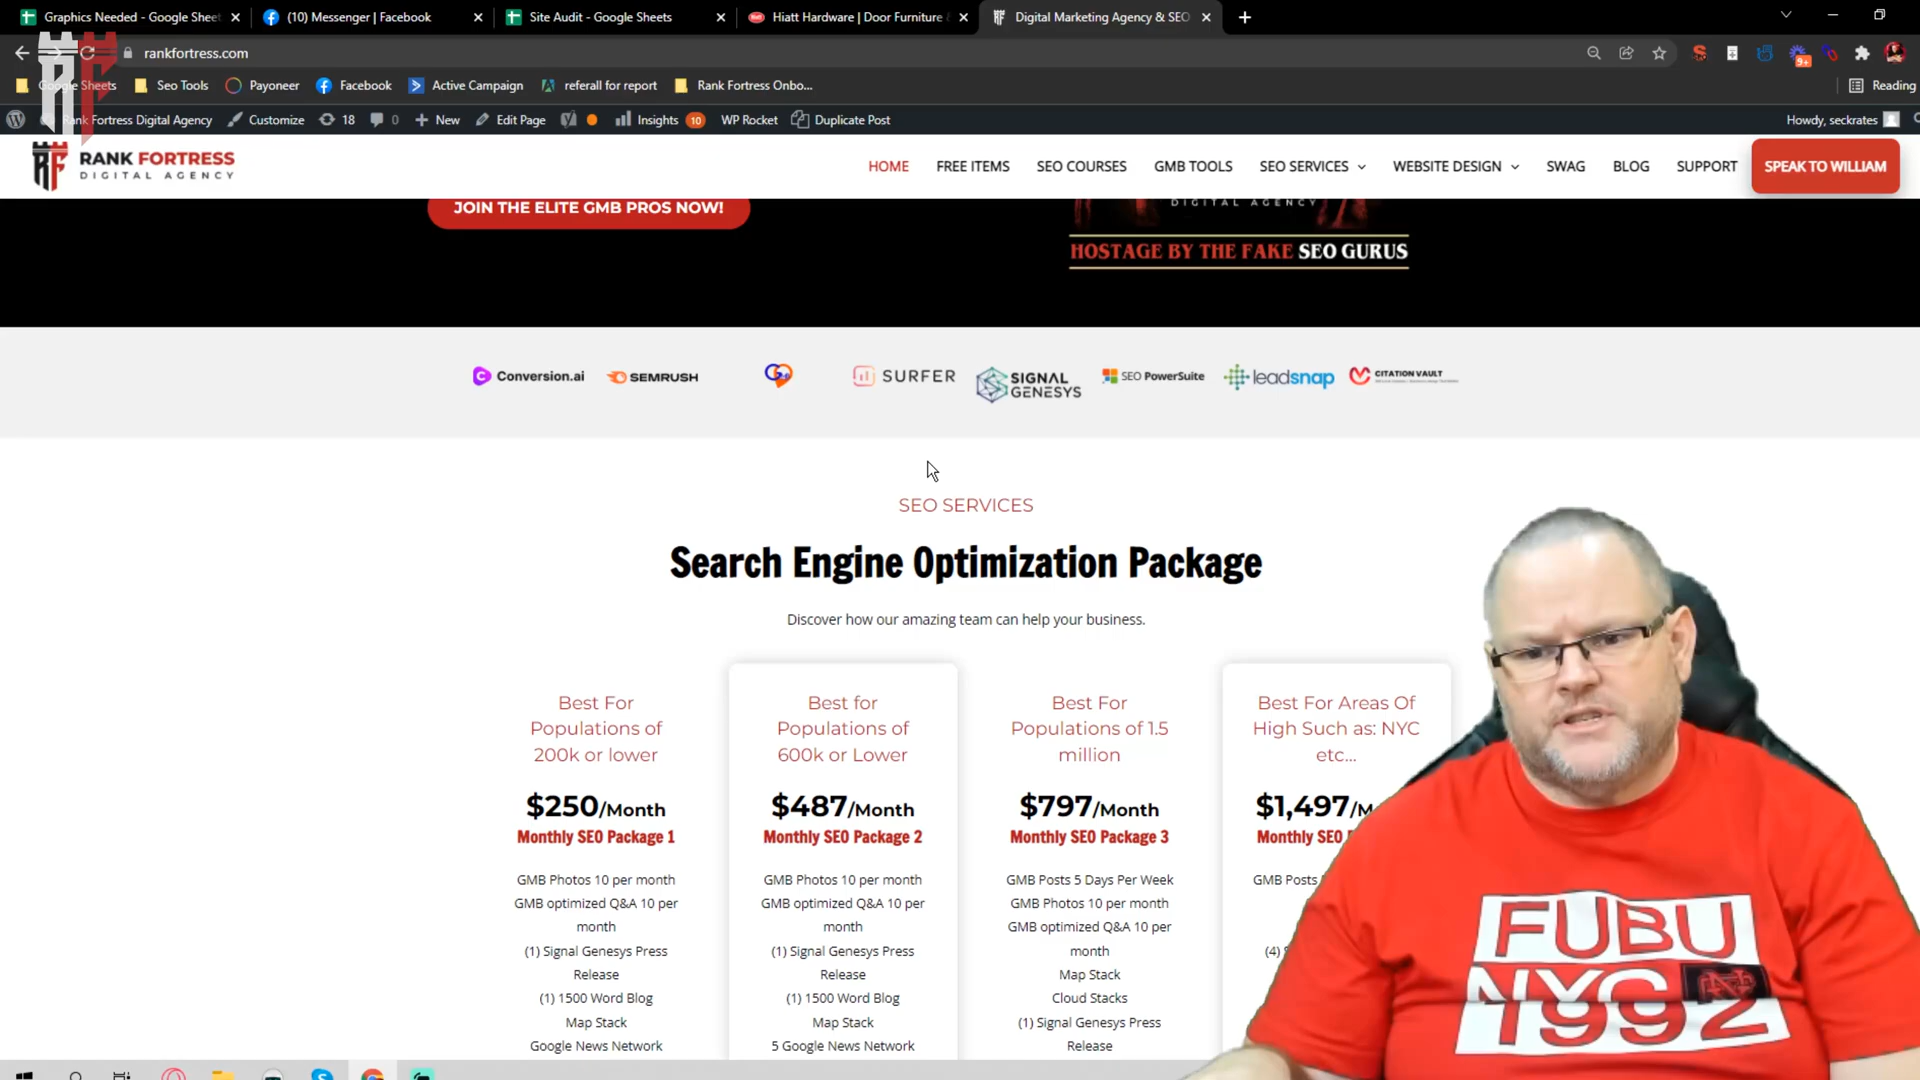 Graphics Needed - Google Sheet
(10) Messenger | Facebook
Site Audit - Google Sheets
Hiatt Hardware | Door Furniture
Digital Marketing Agency & SEO
rankfortress.com
Google Sheets
Seo Tools
Payoneer
Facebook
Active Campaign
referall for report
Rank Fortress Onbo...
9+
Reading
Rank Fortress Digital Agency
Customize
18
0
New
Edit Page
Insights 10
WP Rocket
Duplicate Post
Howdy, seckrates
RANK FORTRESS
DIGITAL AGENCY
HOME
FREE ITEMS
SEO COURSES
GMB TOOLS
SEO SERVICES
WEBSITE DESIGN
SWAG
BLOG
SUPPORT
SPEAK TO WILLIAM
JOIN THE ELITE GMB PROS NOW!
DIGITAL AGENCY
HOSTAGE BY THE FAKE SEO GURUS
Conversion.ai
SEMRUSH
SURFER
SIGNAL
GENESYS
SEO PowerSuite
leadsnap
CITATION VAULT
SEO SERVICES
Search Engine Optimization Package
Discover how our amazing team can help your business.
Best For
Populations of
200k or lower
$250/Month
Monthly SEO Package 1
GMB Photos 10 per month
GMB optimized Q&A 10 per
month
(1) Signal Genesys Press
Release
(1) 1500 Word Blog
Map Stack
Google News Network
Best for
Populations of
600k or Lower
$487/Month
Monthly SEO Package 2
GMB Photos 10 per month
GMB optimized Q&A 10 per
month
(1) Signal Genesys Press
Release
(1) 1500 Word Blog
Map Stack
5 Google News Network
Best For
Populations of 1.5
million
$797/Month
Monthly SEO Package 3
GMB Posts 5 Days Per Week
GMB Photos 10 per month
GMB optimized Q&A 10 per
month
Map Stack
Cloud Stacks
(1) Signal Genesys Press
Release
Best For Areas Of
High Such as: NYC
etc...
$1,497/M
Monthly SEO
GMB Posts
(4)
FUBU
NYC
1992